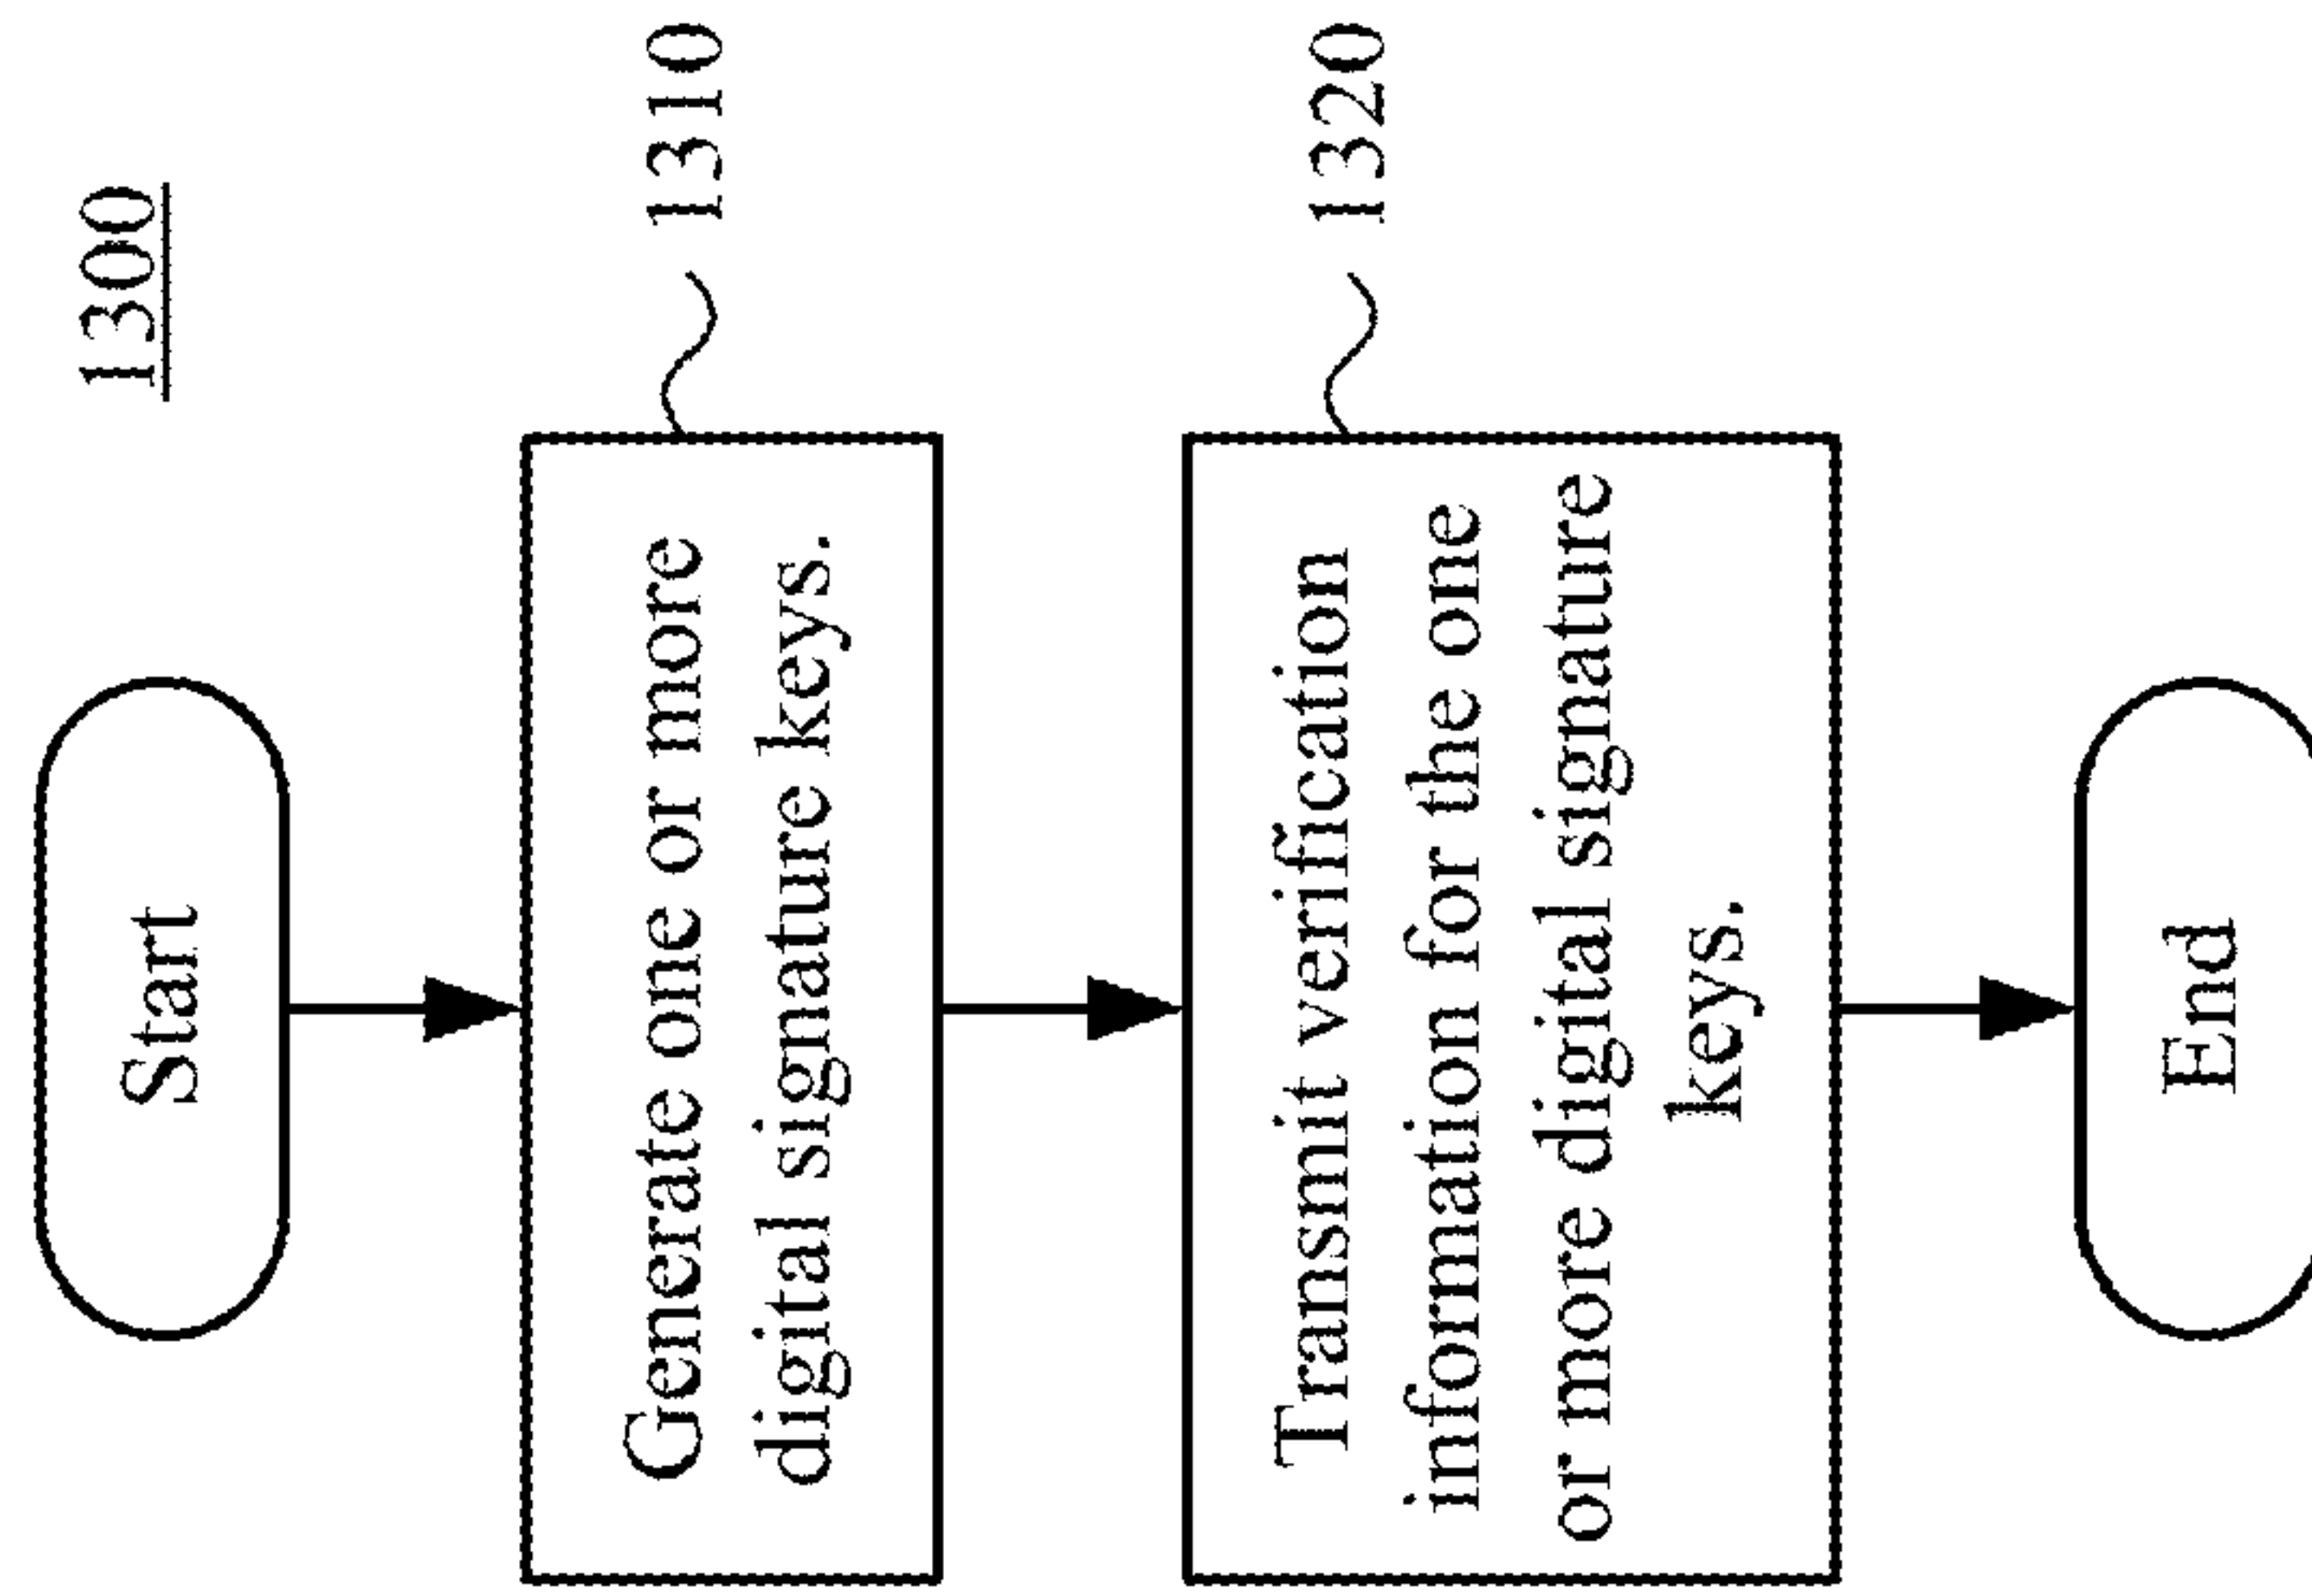 1300
Start
Generate one or more
digital signature keys.
1310
Transmit verification
information for the one
or more digital signature
keys.
1320
End